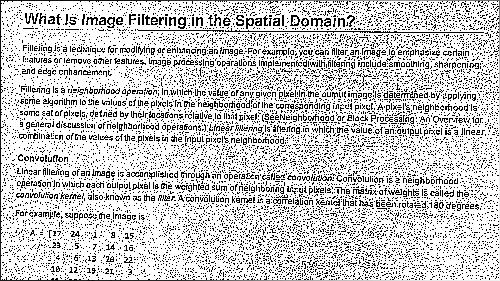 What Is Image Filtering in the Spatial Domain?
Filtering is a technique for modifying or enhancing an image. For example, you can filter an image to emphasize certain
features or remove other features. Image processing operations implemented with filtering include smoothing, sharpening,
and edge enhancement.
Filtering is a neighborhood operation, in which the value of any given pixel in the output image is determined by applying
some algorithm to the values of the pixels in the neighborhood of the corresponding input pixel. A pixel's neighborhood is
some set of pixels, defined by their locations relative to that pixel. (See Neighborhood or Block Processing: An Overview for
a general discussion of neighborhood operations.) Linear filtering is filtering in which the value of an output pixel is a linear
combination of the values of the pixels in the input pixel's neighborhood.
Convolution
Linear filtering of an image is accomplished through an operation called convolution. Convolution is a neighborhood
operation in which each output pixel is the weighted sum of neighboring input pixels. The matrix of weights is called the
convolution kernel, also known as the filter. A convolution kernel is a correlation kernel that has been rotated 180 degrees.
For example, suppose the image is
A = [17 24 1 8 15
23 5 7 14 16
4 6 13 20 22
10 12 19 21 3